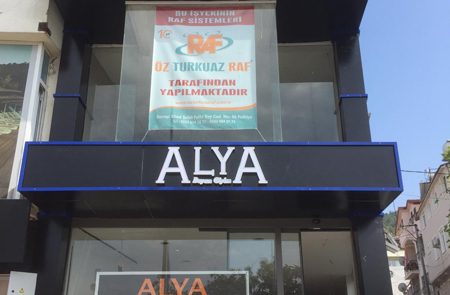 BU İŞYERİNİN
RAF SİSTEMLERİ
RAF
ÖZ TURKUAZ RAF
TARAFINDAN
YAPILMAKTADIR
ALYA
ALYA